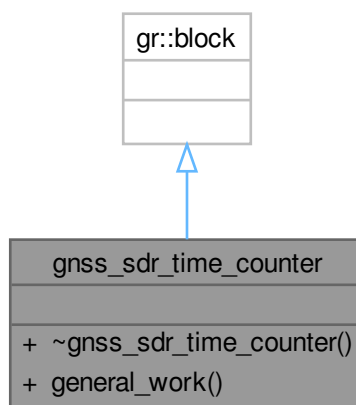 gr::block
gnss_sdr_time_counter
+ ~gnss_sdr_time_counter()
+ general_work()